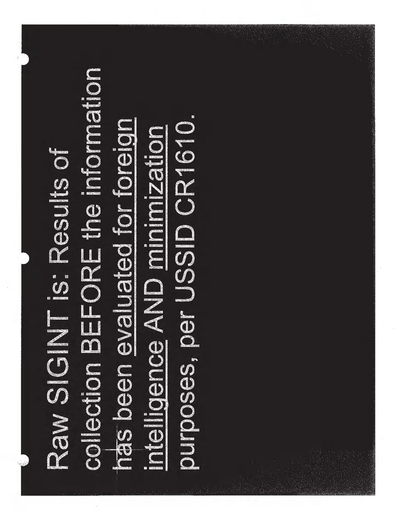 Raw SIGINT is: Results of
collection BEFORE the information
has been evaluated for foreign
intelligence AND minimization
purposes, per USSID CR1610.